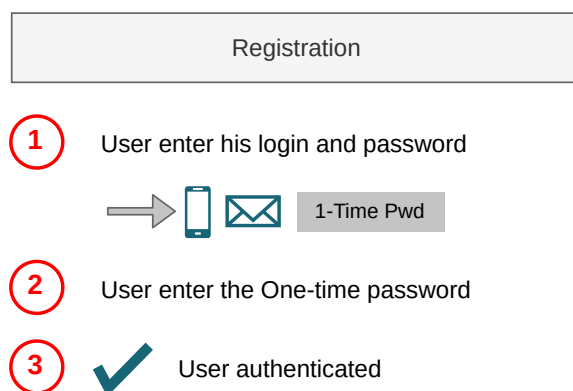 Registration
1
User enter his login and password
1-Time Pwd
2
User enter the One-time password
3
User authenticated